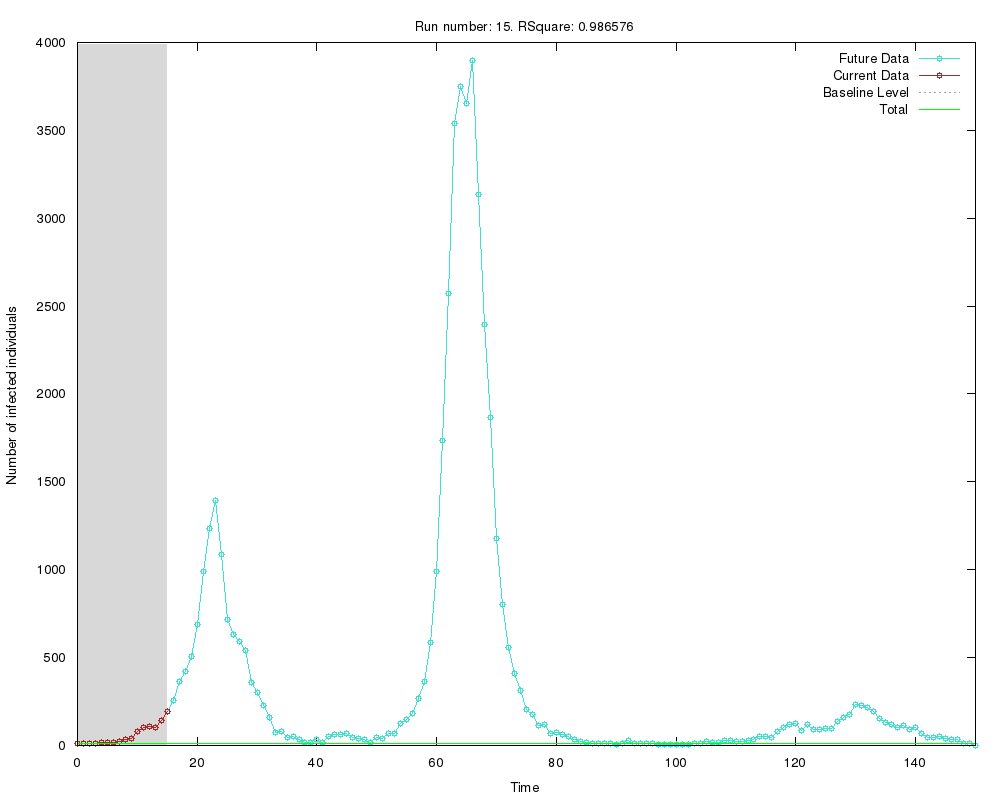 Run number: 15. RSquare: 0.986576
Future Data
Current Data
Baseline Level
Total
4000
3500
3000
2500
2000
1500
1000
500
0
Number of infected individuals
0 20 40 60 80 100 120 140
Time